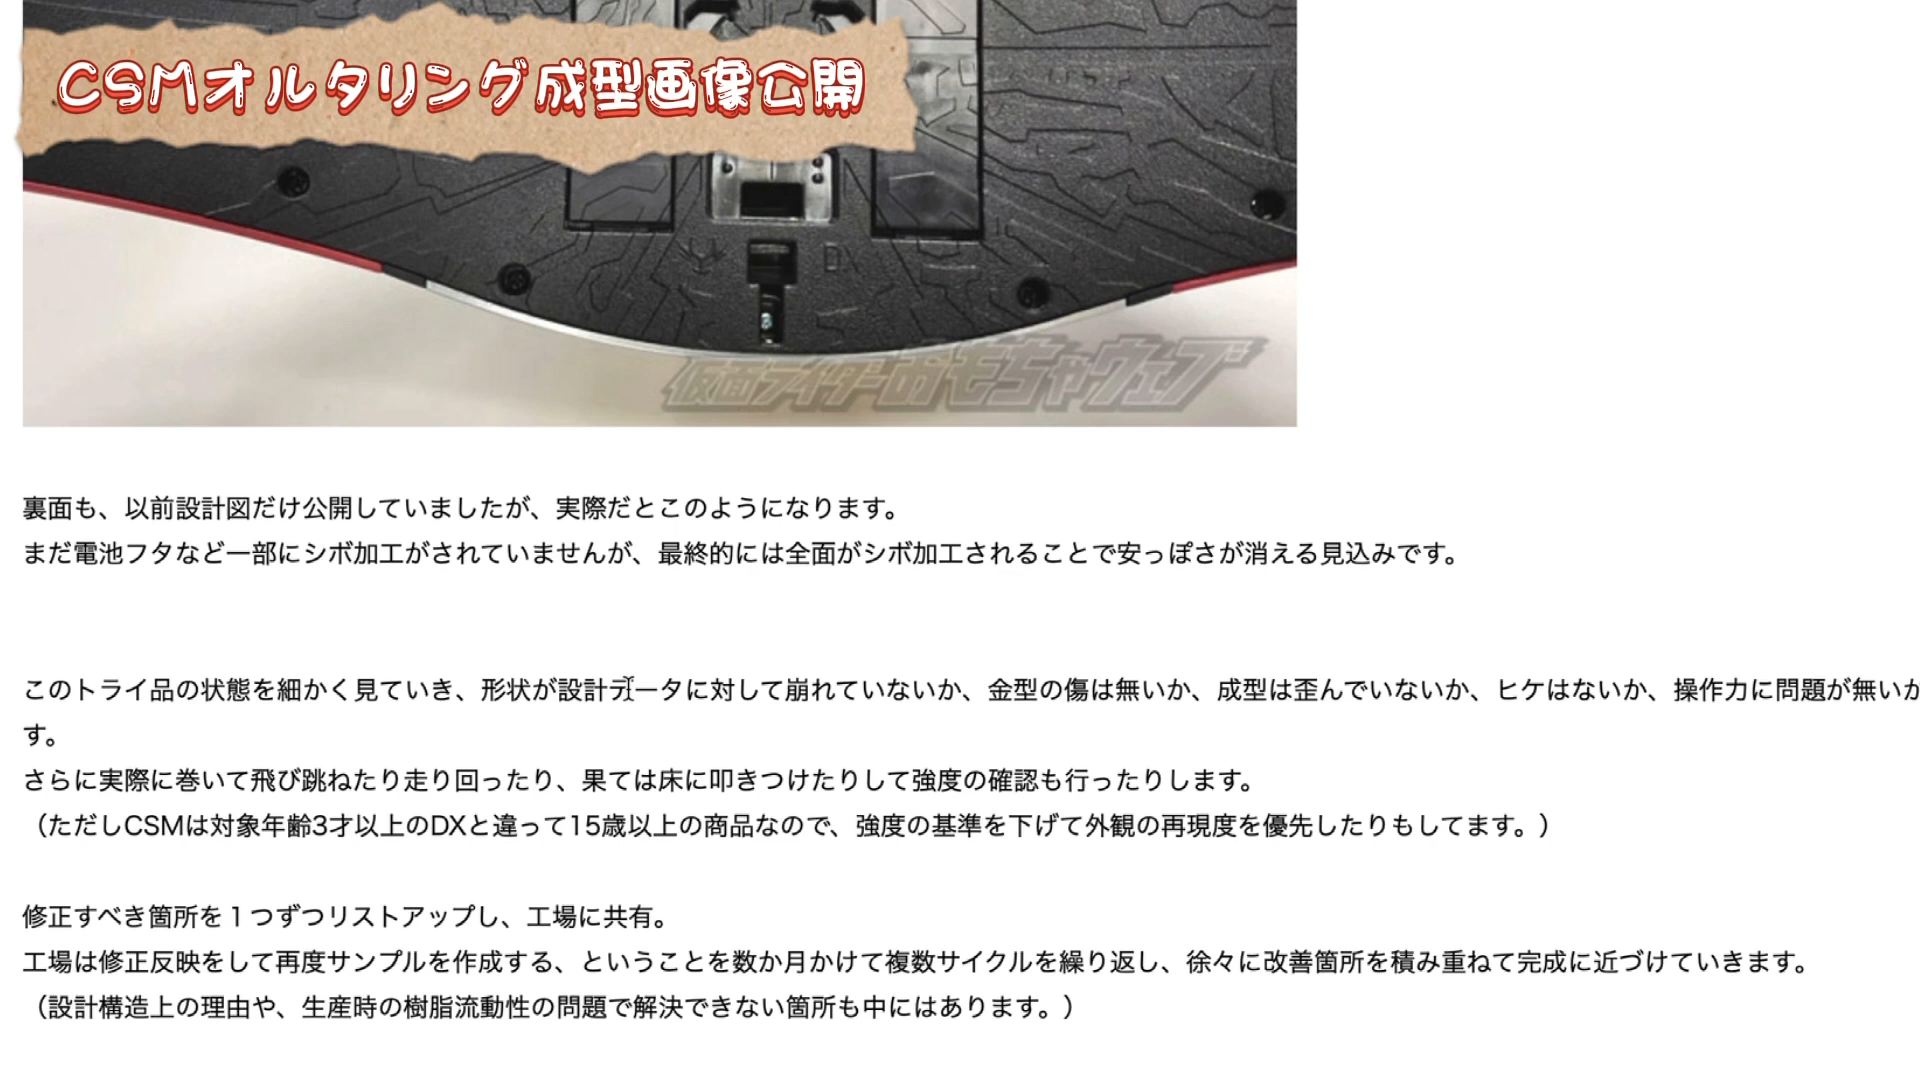 CSMオルタリング成型画像公開
DX
仮面ライダーおもちゃウェブ
裏面も、以前設計図だけ公開していましたが、実際だとこのようになります。
まだ電池フタなど一部にシボ加工がされていませんが、最終的には全面がシボ加工されることで安っぽさが消える見込みです。
このトライ品の状態を細かく見ていき、形状が設計データに対して崩れていないか、金型の傷は無いか、成型は歪んでいないか、ヒケはないか、操作力に問題が無いか
す。
さらに実際に巻いて飛び跳ねたり走り回ったり、果ては床に叩きつけたりして強度の確認も行ったりします。
（ただしCSMは対象年齢3才以上のDXと違って15歳以上の商品なので、強度の基準を下げて外観の再現度を優先したりもしてます。）
修正すべき箇所を１つずつリストアップし、工場に共有。
工場は修正反映をして再度サンプルを作成する、ということを数か月かけて複数サイクルを繰り返し、徐々に改善箇所を積み重ねて完成に近づけていきます。
（設計構造上の理由や、生産時の樹脂流動性の問題で解決できない箇所も中にはあります。）